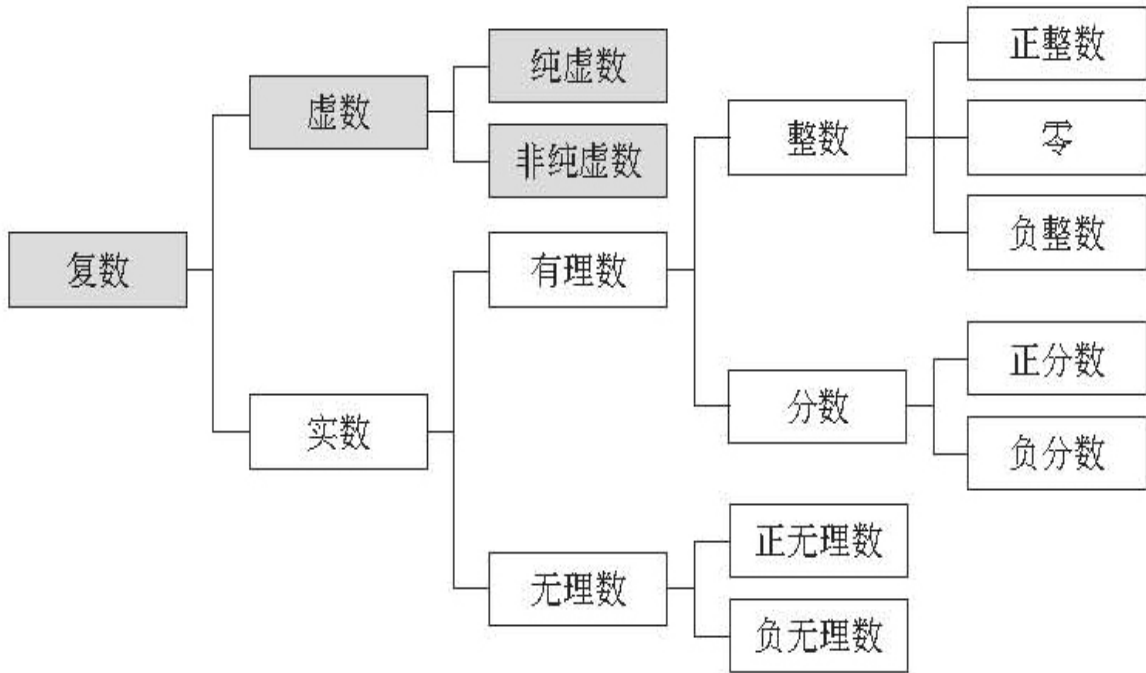 复数
虚数
纯虚数
非纯虚数
实数
有理数
整数
正整数
零
负整数
分数
正分数
负分数
无理数
正无理数
负无理数